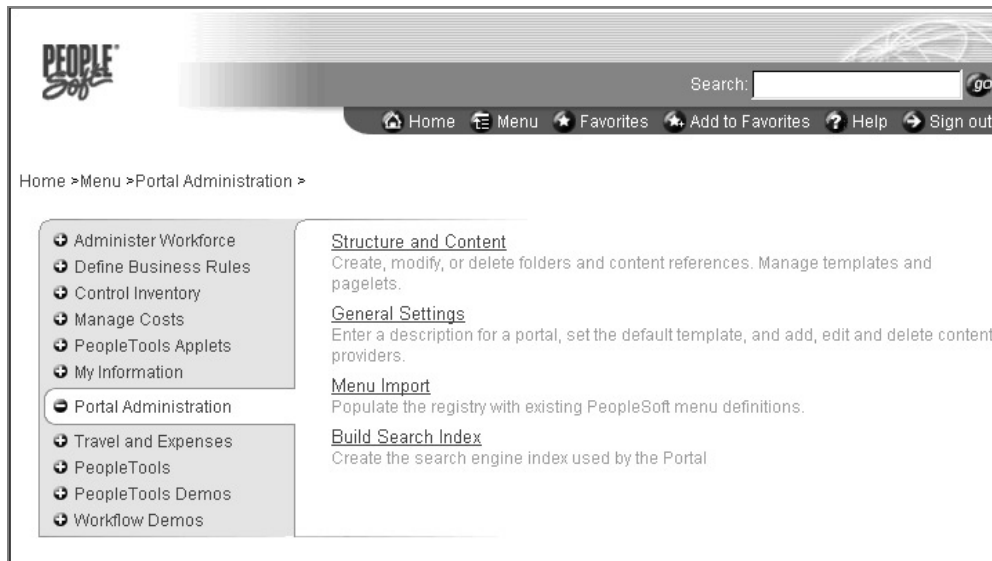 PEOPLE
Soft
Search:
go
Home Menu Favorites Add to Favorites Help Sign out
Home >Menu >Portal Administration >
Administer Workforce
Define Business Rules
Control Inventory
Manage Costs
PeopleTools Applets
My Information
Portal Administration
Travel and Expenses
PeopleTools
PeopleTools Demos
Workflow Demos
Structure and Content
Create, modify, or delete folders and content references. Manage templates and
pagelets.
General Settings
Enter a description for a portal, set the default template, and add, edit and delete content
providers.
Menu Import
Populate the registry with existing PeopleSoft menu definitions.
Build Search Index
Create the search engine index used by the Portal